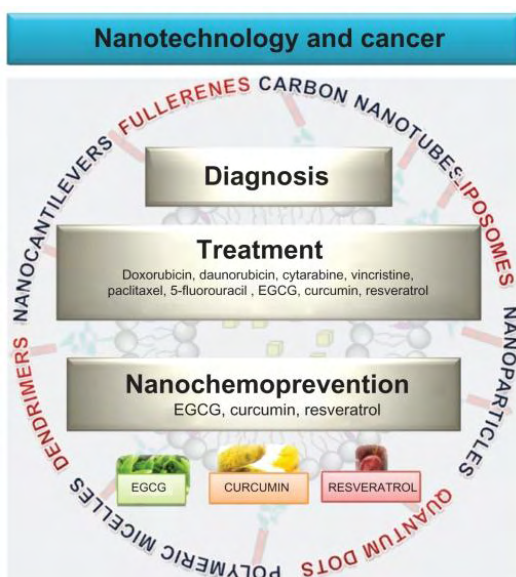 Nanotechnology and cancer
FULLERENES
CARBON NANOTUBES
LIPOSOMES
NANOPARTICLES
QUANTUM DOTS
POLYMERIC MICELLES
DENDRIMERS
NANOCANTILEVERS
Diagnosis
Treatment
Doxorubicin, daunorubicin, cytarabine, vincristine,
paclitaxel, 5-fluorouracil , EGCG, curcumin, resveratrol
Nanochemoprevention
EGCG, curcumin, resveratrol
EGCG
CURCUMIN
RESVERATROL